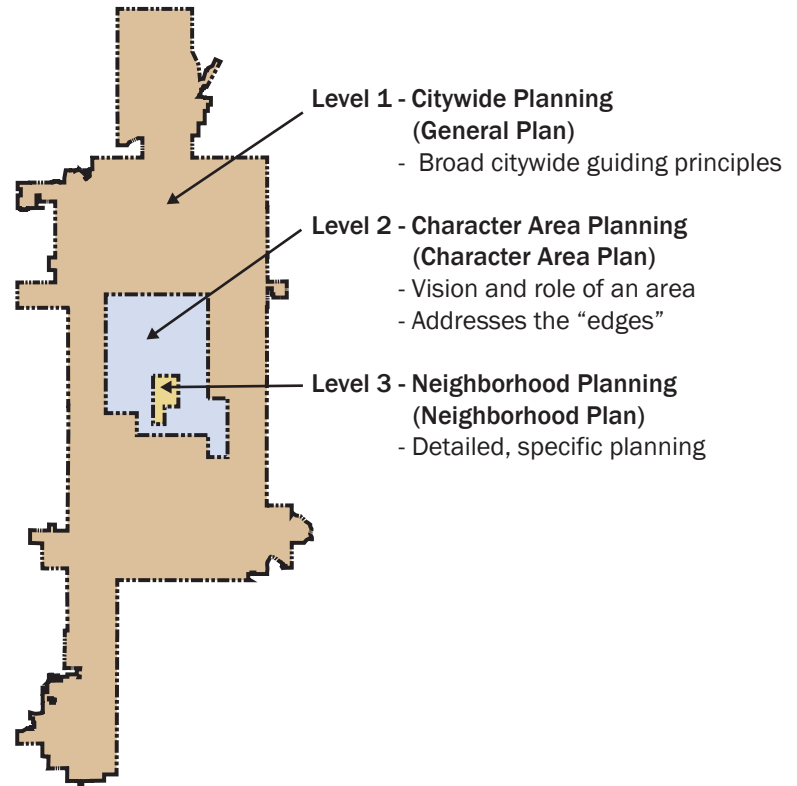 Level 1 - Citywide Planning
(General Plan)
- Broad citywide guiding principles
Level 2 - Character Area Planning
(Character Area Plan)
- Vision and role of an area
- Addresses the “edges”
Level 3 - Neighborhood Planning
(Neighborhood Plan)
- Detailed, specific planning